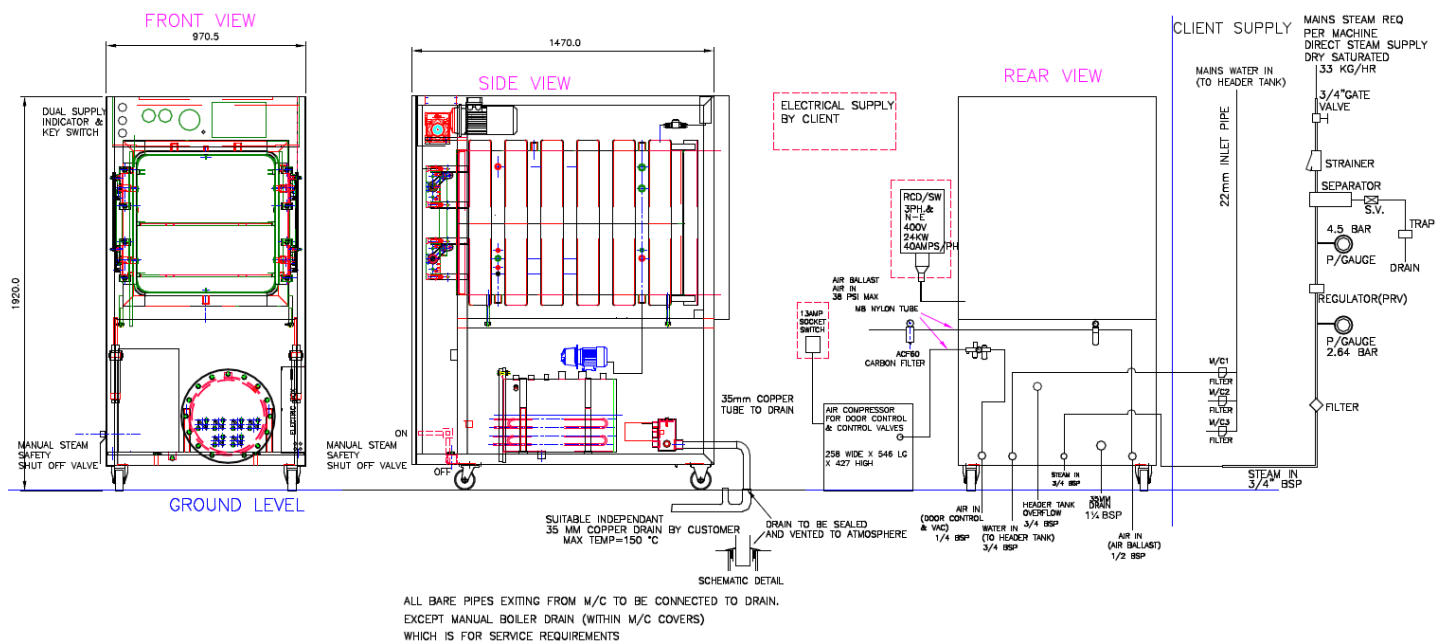 FRONT VIEW
970.5
1920.0
DUAL SUPPLY
INDICATOR &
KEY SWITCH
ELECTRIC BOX
MANUAL STEAM
SAFETY
SHUT OFF VALVE
GROUND LEVEL
1470.0
SIDE VIEW
ON
OFF
MANUAL STEAM
SAFETY
SHUT OFF VALVE
35mm COPPER
TUBE TO DRAIN
SUITABLE INDEPENDANT
35 MM COPPER DRAIN BY CUSTOMER
MAX TEMP=150 °C
DRAIN TO BE SEALED
AND VENTED TO ATMOSPHERE
SCHEMATIC DETAIL
ALL BARE PIPES EXITING FROM M/C TO BE CONNECTED TO DRAIN.
EXCEPT MANUAL BOILER DRAIN (WITHIN M/C COVERS)
WHICH IS FOR SERVICE REQUIREMENTS
ELECTRICAL SUPPLY
BY CLIENT
REAR VIEW
RCD/SW
3PH.&
N-E
400V
24KW
40AMPS/PH
AIR BALLAST
AIR IN
38 PSI MAX
M8 NYLON TUBE
13AMP
SOCKET
SWITCH
ACF60
CARBON FILTER
AIR COMPRESSOR
FOR DOOR CONTROL
& CONTROL VALVES
258 WIDE X 546 LG
X 427 HIGH
AIR IN
(DOOR CONTROL
& VAC)
1/4 BSP
WATER IN
(TO HEADER TANK)
3/4 BSP
HEADER TANK
OVERFLOW
3/4 BSP
STEAM IN
3/4 BSP
35MM
DRAIN
1¼ BSP
AIR IN
(AIR BALLAST)
1/2 BSP
CLIENT SUPPLY
MAINS STEAM REQ
PER MACHINE
DIRECT STEAM SUPPLY
DRY SATURATED
33 KG/HR
MAINS WATER IN
(TO HEADER TANK)
22mm INLET PIPE
3/4"GATE
VALVE
STRAINER
SEPARATOR
S.V.
TRAP
DRAIN
4.5 BAR
P/GAUGE
REGULATOR(PRV)
P/GAUGE
2.64 BAR
M/C1
FILTER
M/C2
FILTER
M/C3
FILTER
FILTER
STEAM IN
3/4" BSP